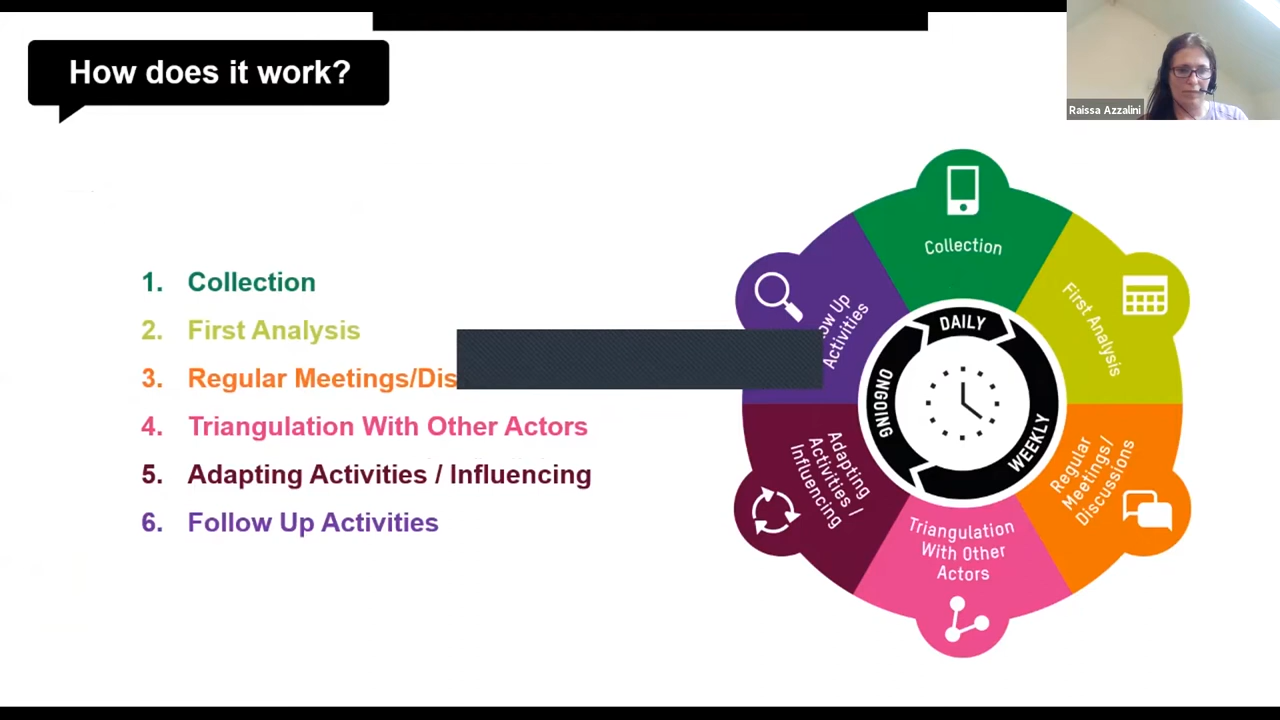 How does it work?
Raissa Azzalini
1. Collection
2. First Analysis
3. Regular Meetings/Dis
4. Triangulation With Other Actors
5. Adapting Activities / Influencing
6. Follow Up Activities
Collection
First Analysis
Regular
Meetings/
Discussions
Triangulation
With Other
Actors
Adapting
Activities /
Influencing
Up
Activities
DAILY
WEEKLY
ONGOING